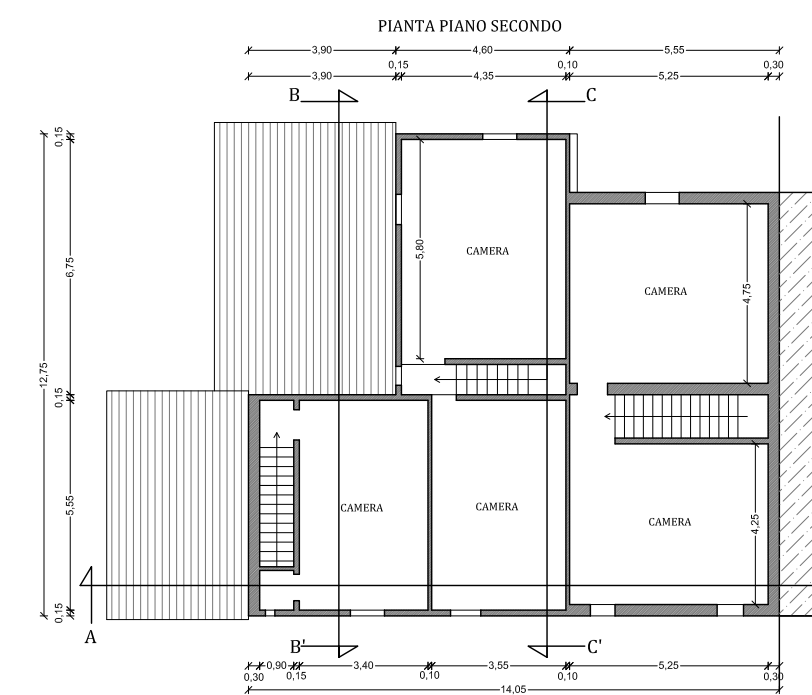 PIANTA PIANO SECONDO
3,90 4,60 5,55
0,15 0,10 0,30
3,90 4,35 5,25
B C
0,15
5,80
CAMERA
4,75
CAMERA
6,75
12,75
0,15
5,55
CAMERA
CAMERA
CAMERA
4,25
0,15
A
B' C'
0,90 3,40 3,55 5,25
0,30 0,15 0,10 0,10 0,30
14,05